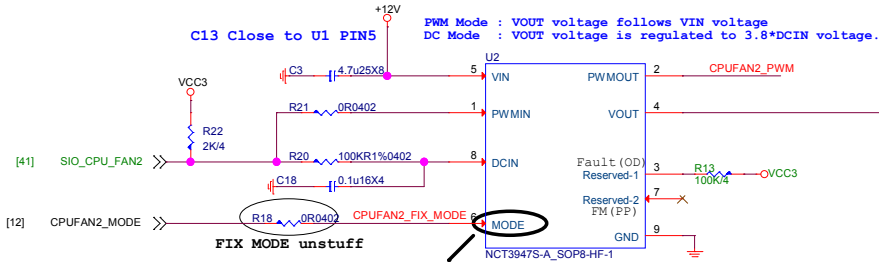 +12V
C13 Close to U1 PIN5
PWM Mode : VOUT voltage follows VIN voltage
DC Mode : VOUT voltage is regulated to 3.8*DCIN voltage.
U2
C3 4.7u25X8 5 VIN PWMOUT 2 CPUFAN2_PWM
VCC3
R21 0R0402 1 PWMIN VOUT 4
R22
2K/4
[41] SIO_CPU_FAN2 R20 100KR1%0402 8 DCIN
Fault(OD)
Reserved-1 3 R13 VCC3
100K/4
C18 0.1u16X4
Reserved-2 7
FM(PP)
[12] CPUFAN2_MODE R18 0R0402 CPUFAN2_FIX_MODE 6 MODE
GND 9
FIX MODE unstuff
NCT3947S-A_SOP8-HF-1